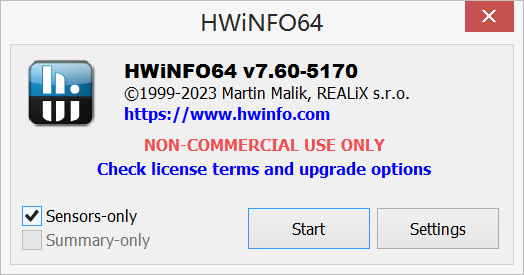 HWiNFO64
HWiNFO64 v7.60-5170
©1999-2023 Martin Malik, REALiX s.r.o.
https://www.hwinfo.com
NON-COMMERCIAL USE ONLY
Check license terms and upgrade options
Sensors-only
Summary-only
Start
Settings